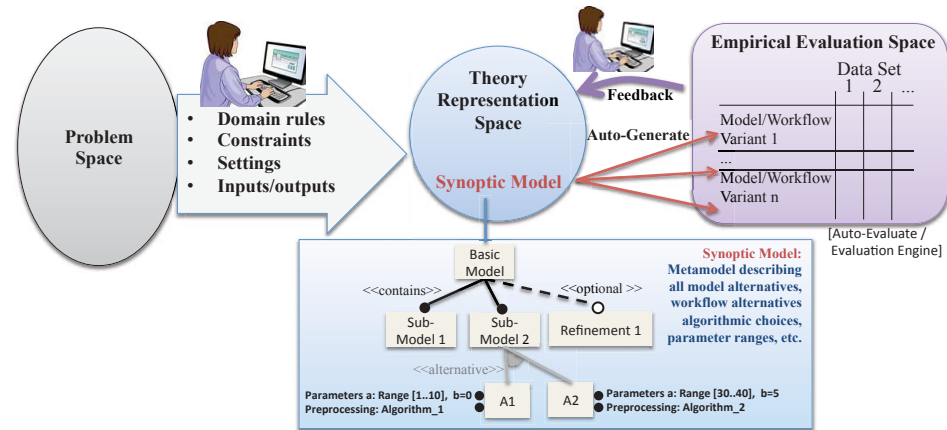 Problem
Space
• Domain rules
• Constraints
• Settings
• Inputs/outputs
Theory
Representation
Space
Synoptic Model
Feedback
Auto-Generate
Empirical Evaluation Space
Data Set
1 2 ...
Model/Workflow
Variant 1
...
Model/Workflow
Variant n
[Auto-Evaluate /
Evaluation Engine]
Basic
Model
<<contains>>
<<optional >>
Sub-
Model 1
Sub-
Model 2
Refinement 1
<<alternative>>
A1
A2
Parameters a: Range [1..10], b=0
Preprocessing: Algorithm_1
Parameters a: Range [30..40], b=5
Preprocessing: Algorithm_2
Synoptic Model:
Metamodel describing
all model alternatives,
workflow alternatives
algorithmic choices,
parameter ranges, etc.